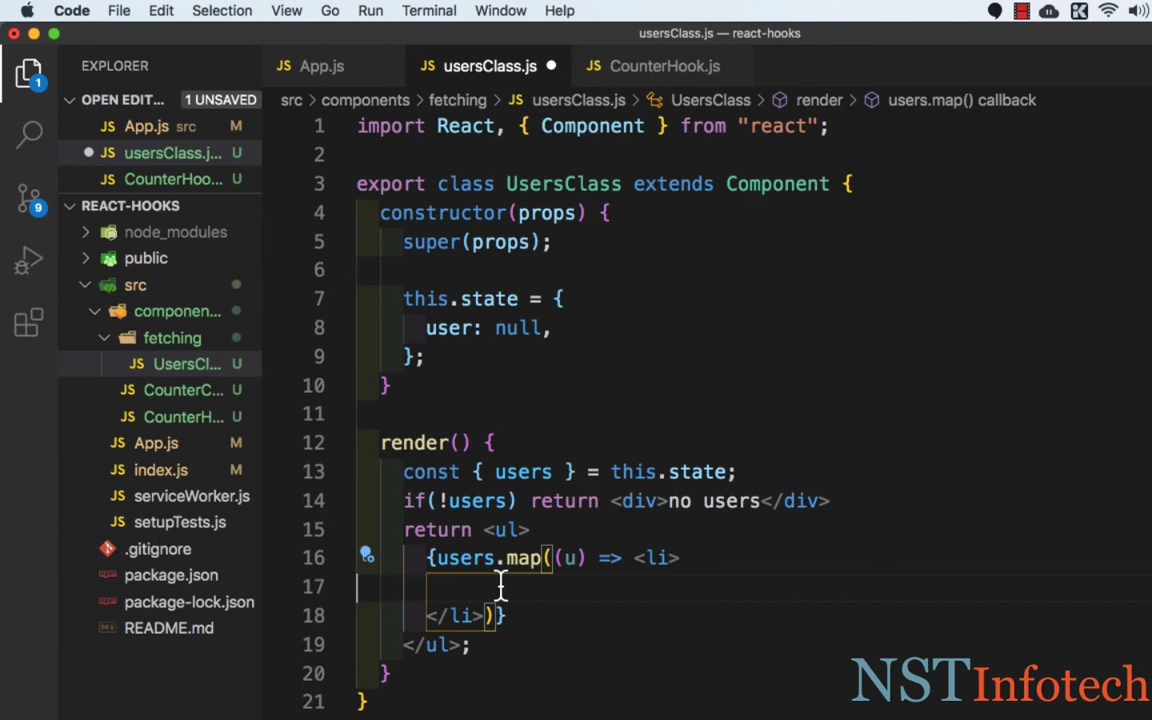 Code File Edit Selection View Go Run Terminal Window Help
usersClass.js — react-hooks
EXPLORER
OPEN EDIT... 1 UNSAVED
JS App.js src M
JS usersClass.j... U
JS CounterHoo... U
REACT-HOOKS
node_modules
public
src
componen...
fetching
JS UsersCl... U
JS CounterC... U
JS CounterH... U
JS App.js M
JS index.js M
JS serviceWorker.js
JS setupTests.js
.gitignore
package.json
package-lock.json
README.md
1
9
JS App.js
JS usersClass.js
JS CounterHook.js
src > components > fetching > JS usersClass.js > UsersClass > render > users.map() callback
1 import React, { Component } from "react";
2
3 export class UsersClass extends Component {
4 constructor(props) {
5 super(props);
6
7 this.state = {
8 user: null,
9 };
10 }
11
12 render() {
13 const { users } = this.state;
14 if(!users) return <div>no users</div>
15 return <ul>
16 {users.map((u) => <li>
17
18 </li>)}
19 </ul>;
20 }
21 }
NSTInfotech